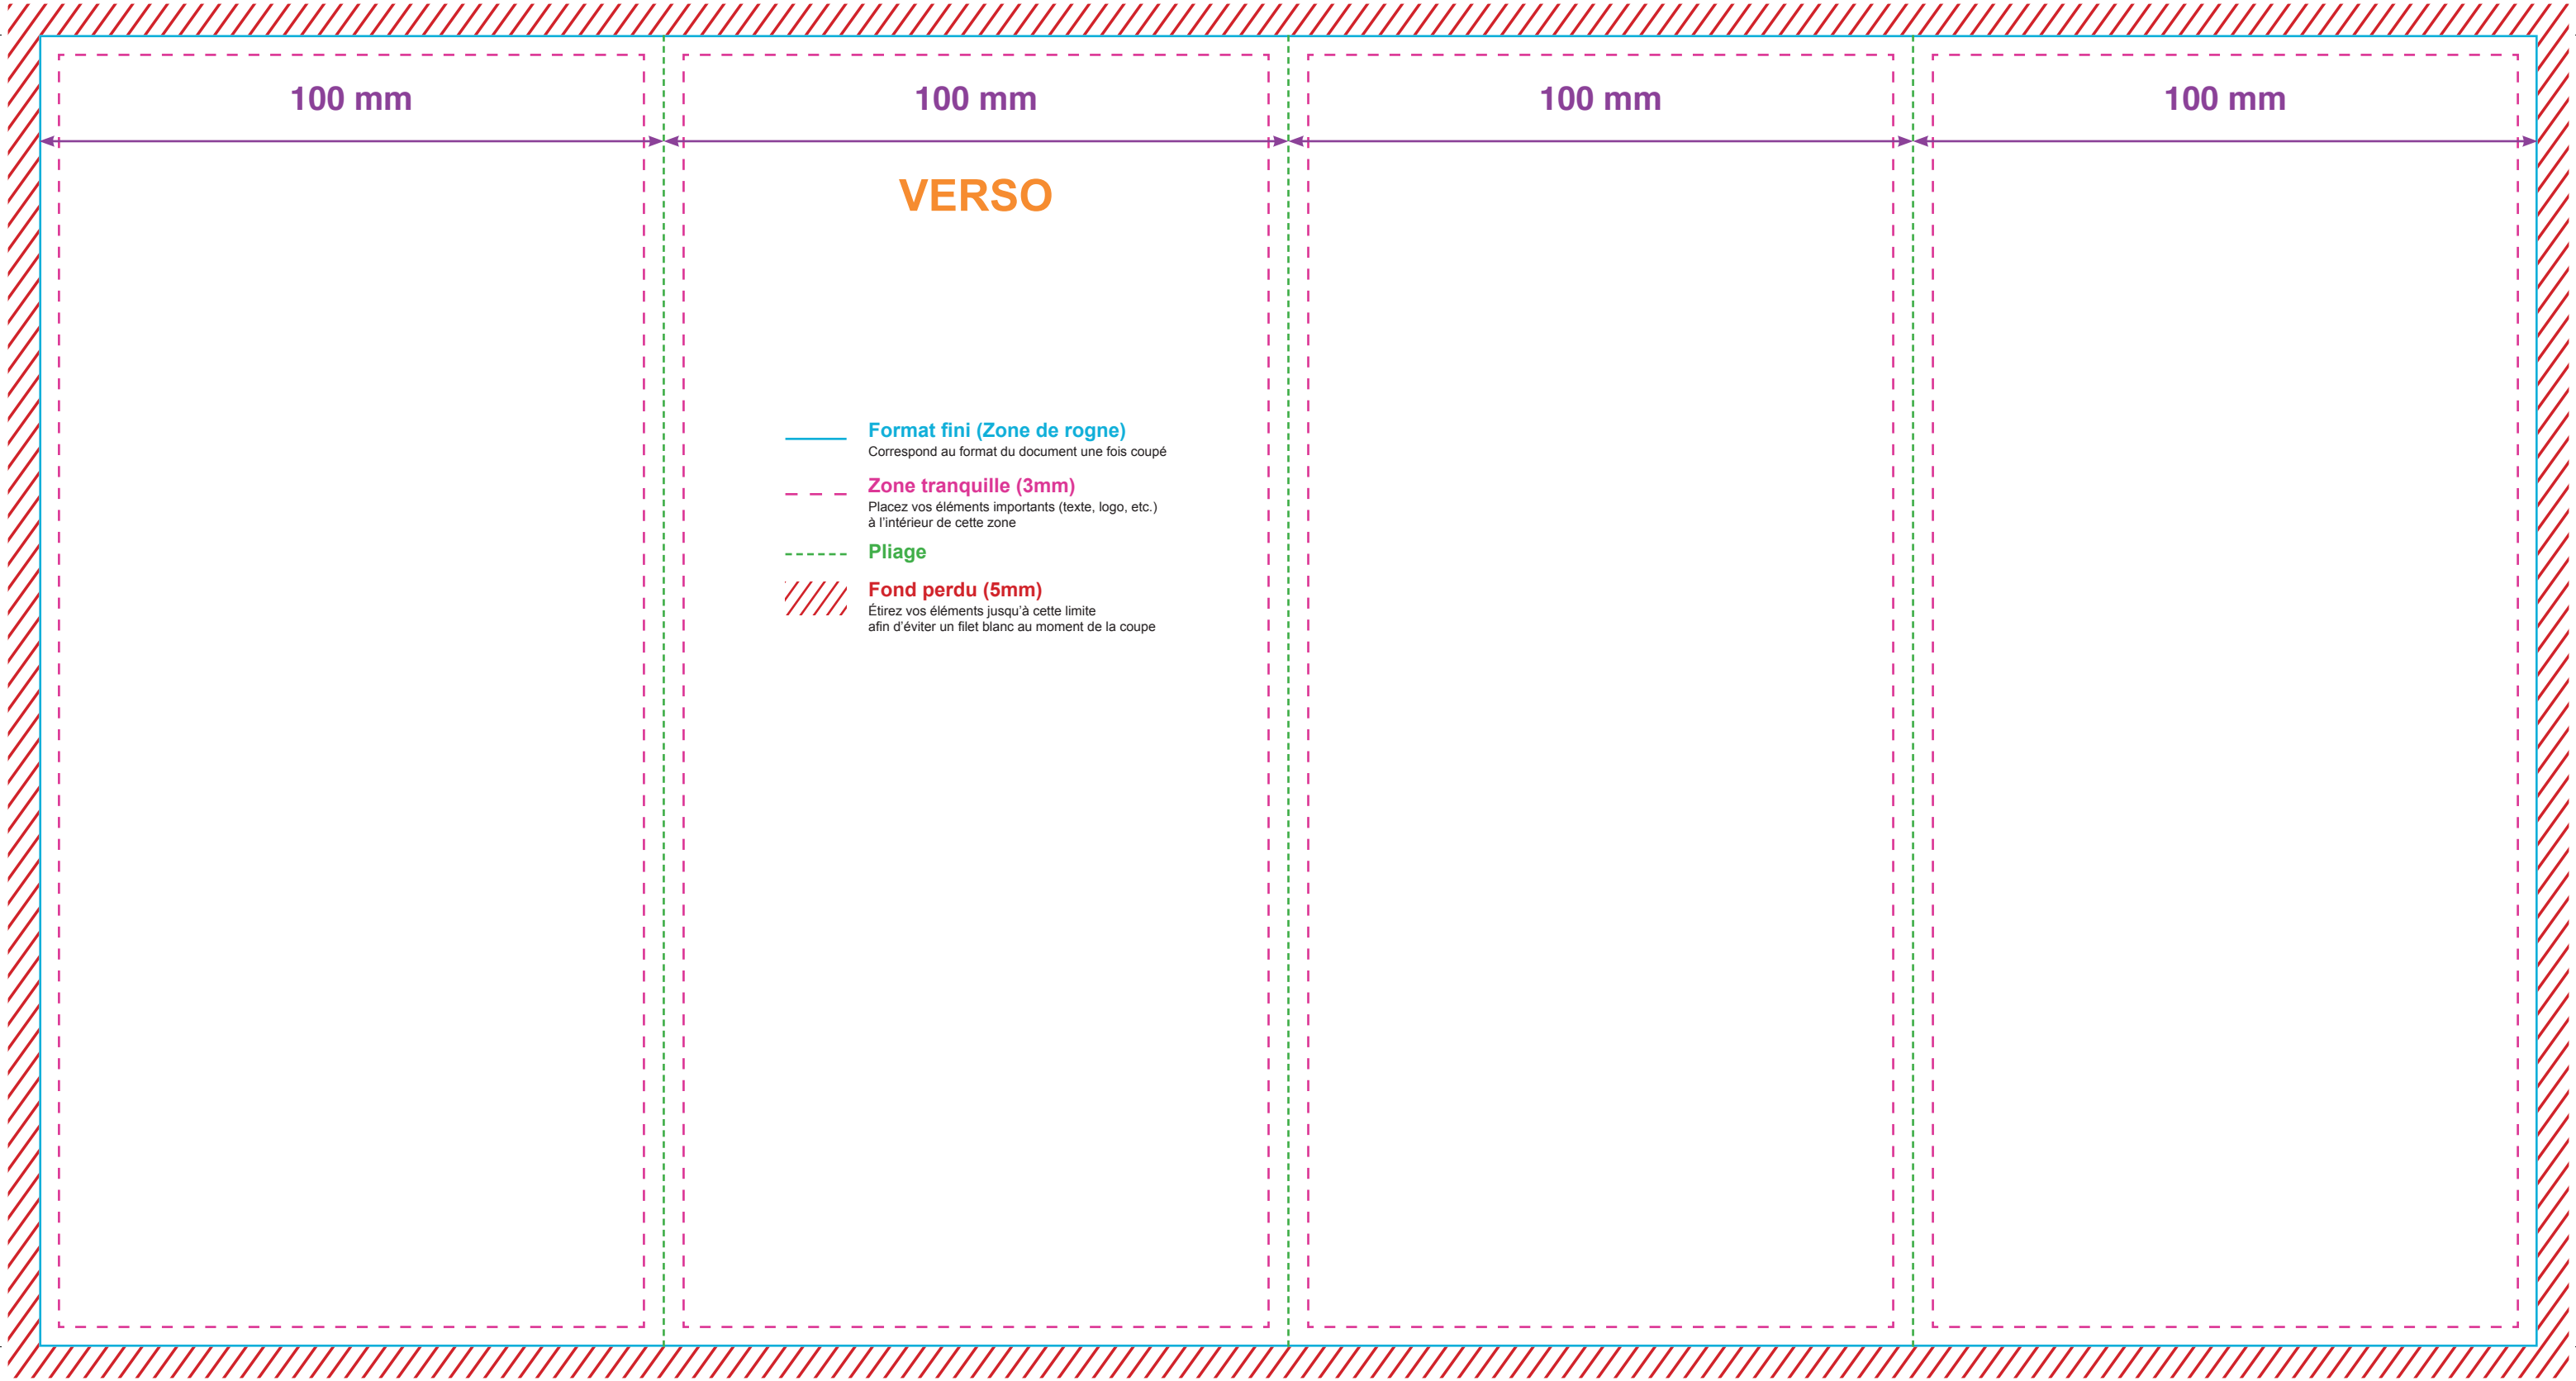 100 mm
100 mm
100 mm
100 mm
VERSO
Format fini (Zone de rogne)
Correspond au format du document une fois coupé
Zone tranquille (3mm)
Placez vos éléments importants (texte, logo, etc.)
à l’intérieur de cette zone
Pliage
Fond perdu (5mm)
Étirez vos éléments jusqu’à cette limite
afin d’éviter un filet blanc au moment de la coupe